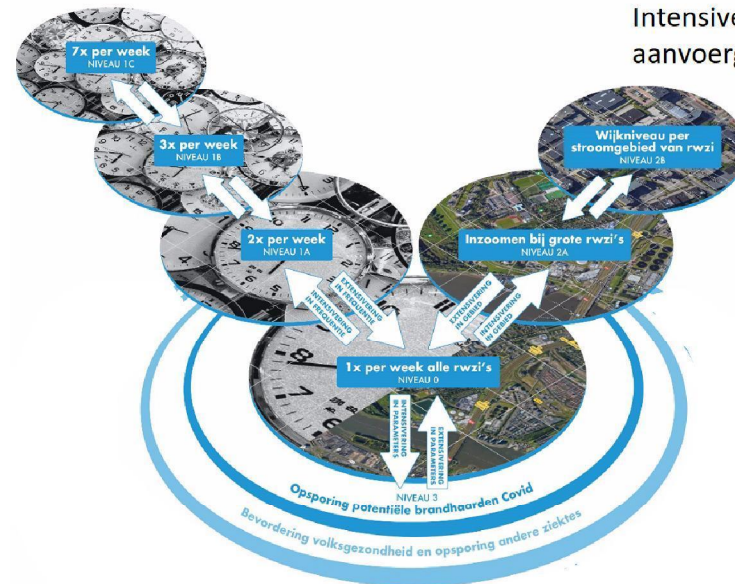 Intensive
aanvoerg
7x per week
NIVEAU 1C
3x per week
NIVEAU 1B
Wijkniveau per
stroomgebied van rwzi
NIVEAU 2B
2x per week
NIVEAU 1A
Inzoomen bij grote rwzi's
NIVEAU 2A
EXTENSIVERING
IN FREQUENTIE
INTENSIVERING
IN FREQUENTIE
EXTENSIVERING
IN GEBIED
INTENSIVERING
IN GEBIED
1x per week alle rwzi's
NIVEAU 0
INTENSIVERING
IN PARAMETERS
EXTENSIVERING
IN PARAMETERS
NIVEAU 3
Opsporing potentiële brandhaarden Covid
Bevordering volksgezondheid en opsporing andere ziektes